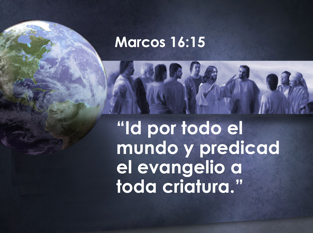 Marcos 16:15
“Id por todo el
mundo y predicad
el evangelio a
toda criatura.”